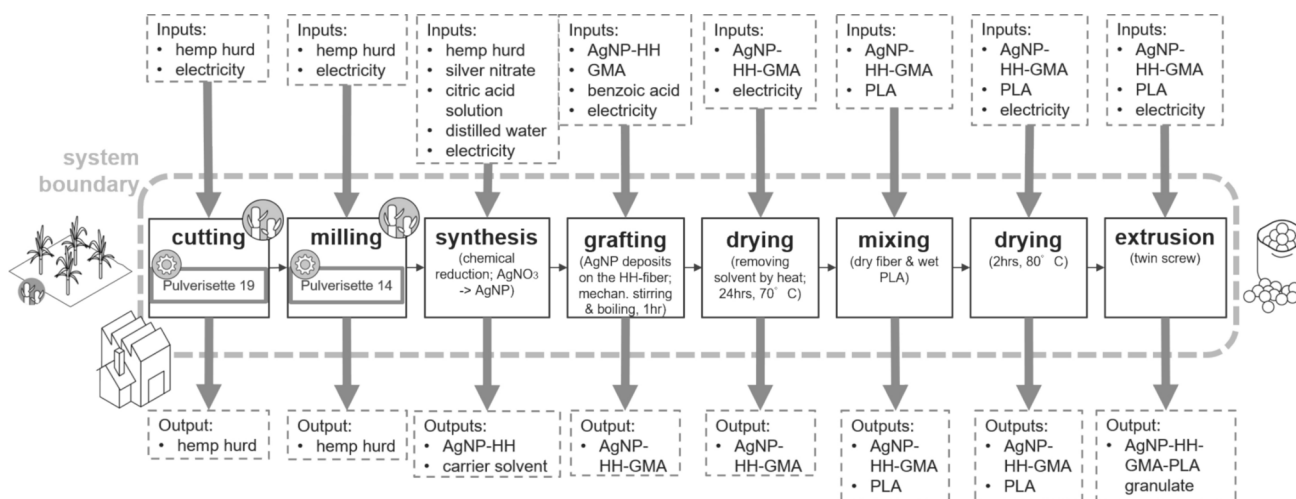 Inputs:
• hemp hurd
• electricity
Inputs:
• hemp hurd
• electricity
Inputs:
• hemp hurd
• silver nitrate
• citric acid
solution
• distilled water
• electricity
Inputs:
• AgNP-HH
• GMA
• benzoic acid
• electricity
Inputs:
• AgNP-
HH-GMA
• electricity
Inputs:
• AgNP-
HH-GMA
• PLA
Inputs:
• AgNP-
HH-GMA
• PLA
• electricity
Inputs:
• AgNP-
HH-GMA
• PLA
• electricity
system
boundary
cutting
Pulverisette 19
milling
Pulverisette 14
synthesis
(chemical
reduction; AgNO₃
-> AgNP)
grafting
(AgNP deposits
on the HH-fiber;
mechan. stirring
& boiling, 1hr)
drying
(removing
solvent by heat;
24hrs, 70° C)
mixing
(dry fiber & wet
PLA)
drying
(2hrs, 80° C)
extrusion
(twin screw)
Output:
• hemp hurd
Output:
• hemp hurd
Outputs:
• AgNP-HH
• carrier solvent
Output:
• AgNP-
HH-GMA
Output:
• AgNP-
HH-GMA
Outputs:
• AgNP-
HH-GMA
• PLA
Outputs:
• AgNP-
HH-GMA
• PLA
Output:
• AgNP-HH-
GMA-PLA
granulate